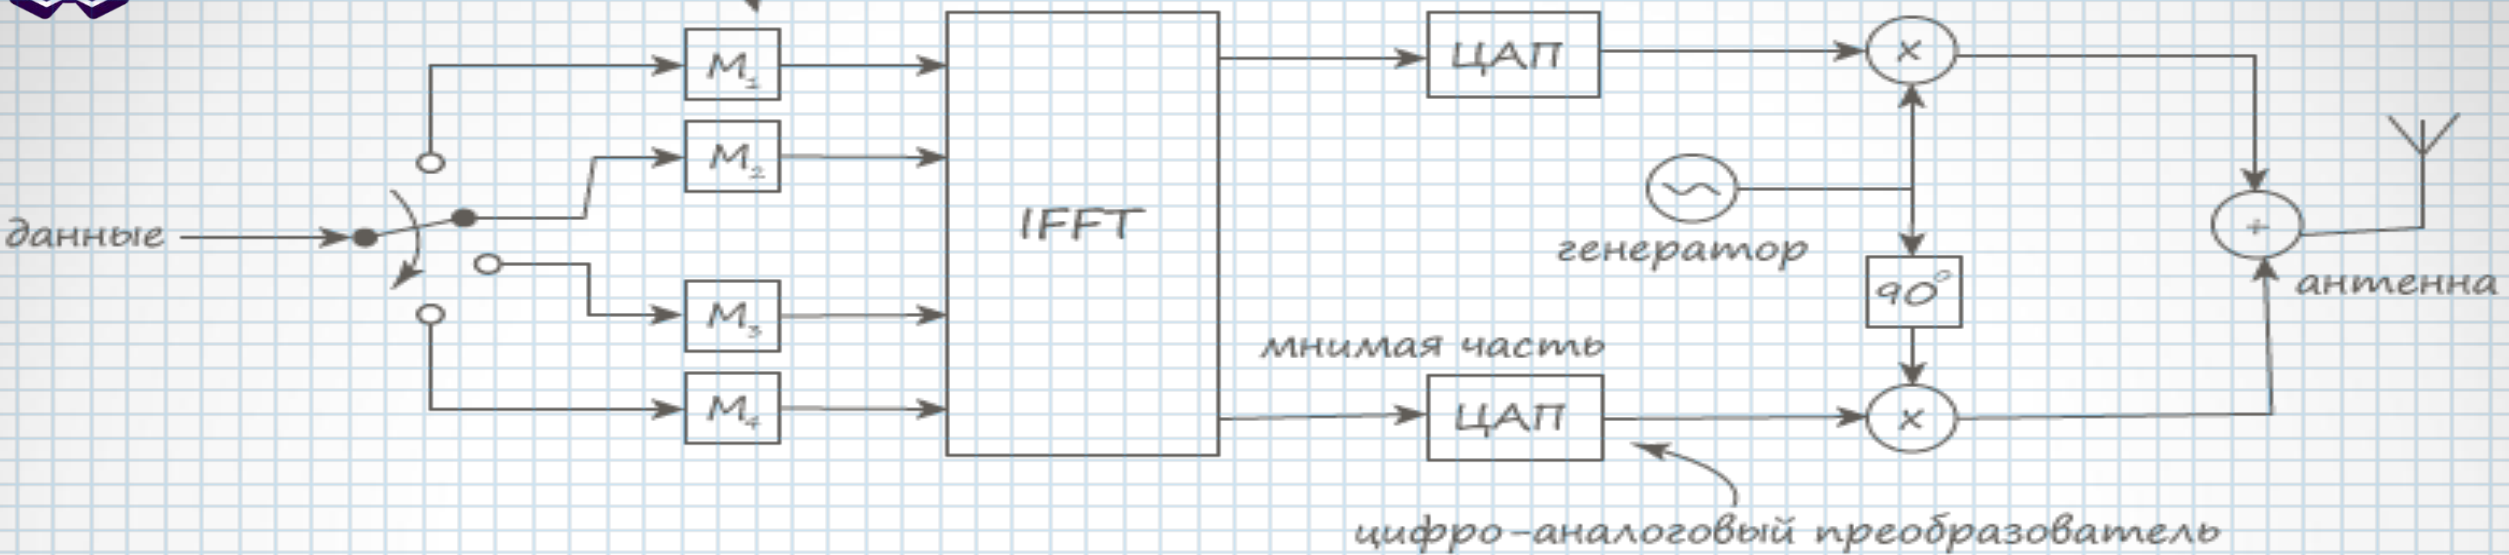 M1
ЦАП
x
M2
данные
IFFT
генератор
+
антенна
90°
M3
мнимая часть
M4
ЦАП
x
цифро-аналоговый преобразователь